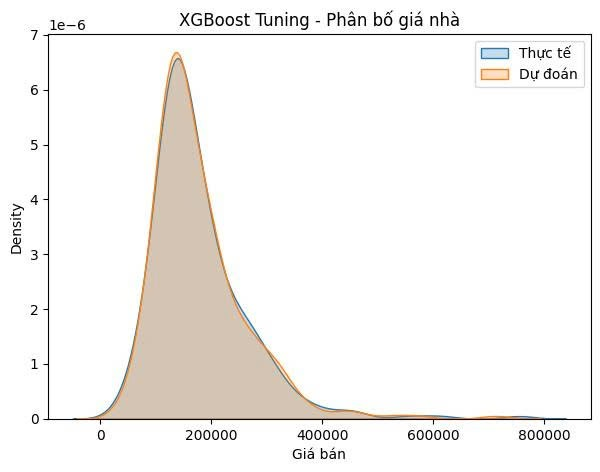 XGBoost Tuning - Phân bố giá nhà
1e−6
Thực tế
Dự đoán
7
6
5
4
3
2
1
0
Density
0 200000 400000 600000 800000
Giá bán